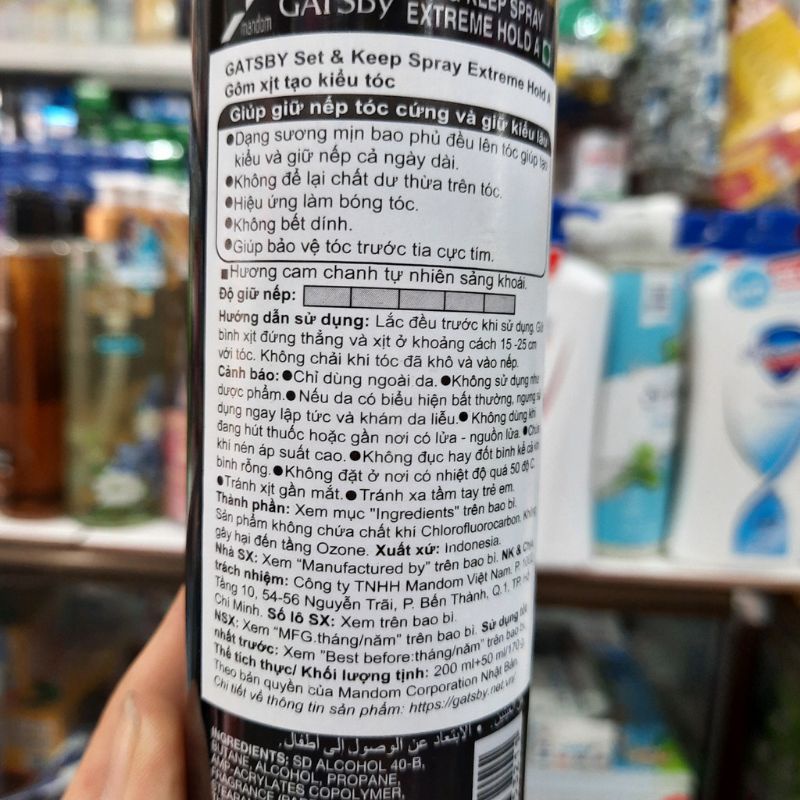 mandom
GATSBY
KEEP SPRAY
EXTREME HOLD A
GATSBY Set & Keep Spray Extreme Hold A
Gôm xịt tạo kiểu tóc
Giúp giữ nếp tóc cứng và giữ kiểu lâu
●Dạng sương mịn bao phủ đều lên tóc giúp tạo
kiểu và giữ nếp cả ngày dài.
●Không để lại chất dư thừa trên tóc.
●Hiệu ứng làm bóng tóc.
●Không bết dính.
●Giúp bảo vệ tóc trước tia cực tím.
■Hương cam chanh tự nhiên sảng khoái.
Độ giữ nếp:
Hướng dẫn sử dụng: Lắc đều trước khi sử dụng. Giữ
bình xịt đứng thẳng và xịt ở khoảng cách 15 -25 cm
với tóc. Không chải khi tóc đã khô và vào nếp.
Cảnh báo: ●Chỉ dùng ngoài da. ●Không sử dụng như
dược phẩm.●Nếu da có biểu hiện bất thường, ngưng sử
dụng ngay lập tức và khám da liễu.●Không dùng khi
đang hút thuốc hoặc gần nơi có lửa - nguồn lửa. ●Chứa
khí nén áp suất cao. ●Không đục hay đốt bình kể cả khi
bình rỗng.●Không đặt ở nơi có nhiệt độ quá 50 độ C.
●Tránh xịt gần mắt.●Tránh xa tầm tay trẻ em.
Thành phần: Xem mục "Ingredients" trên bao bì.
Sản phẩm không chứa chất khí Chlorofluorocarbon. Không
gây hại đến tầng Ozone. Xuất xứ: Indonesia.
Nhà SX: Xem "Manufactured by" trên bao bì. NK & Chịu
trách nhiệm: Công ty TNHH Mandom Việt Nam. P.
Tầng 10, 54-56 Nguyễn Trãi, P. Bến Thành, Q.1, TP. Hồ
Chí Minh. Số lô SX: Xem trên bao bì.
NSX: Xem "MFG.tháng/năm" trên bao bì. Sử dụng tốt
nhất trước: Xem "Best before:tháng/năm" trên bao bì.
Thể tích thực/ Khối lượng tịnh: 200 ml+50 ml/170 g.
Theo bản quyền của Mandom Corporation Nhật Bản.
Chi tiết về thông tin sản phẩm: https://gatsby.net.vn/
• الإبتعاد عن الوصول إلى أطفال.
INGREDIENTS: SD ALCOHOL 40-B,
BUTANE, ALCOHOL, PROPANE,
AMP-ACRYLATES COPOLYMER,
FRAGRANCE